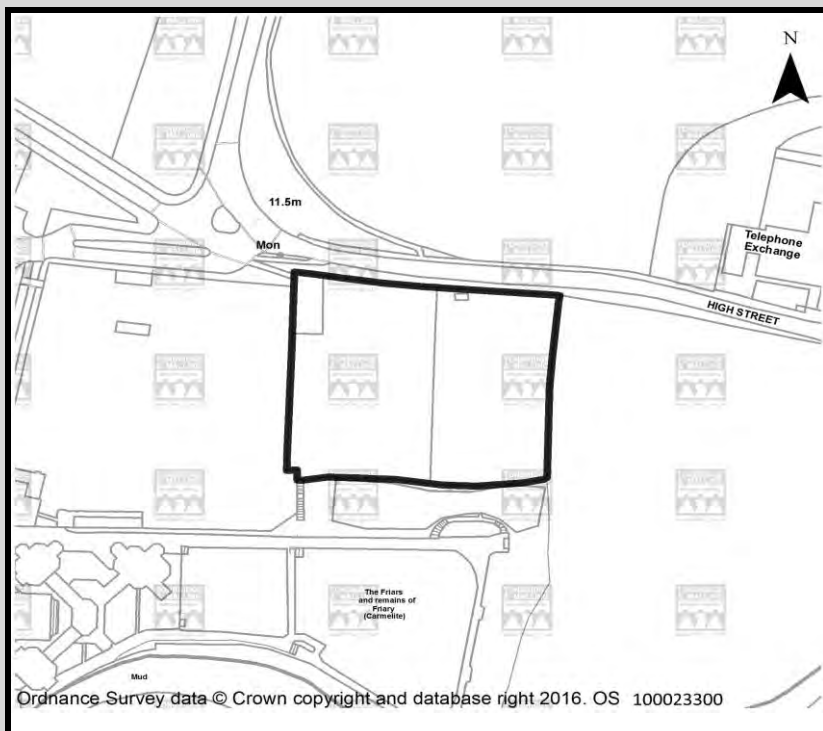 N
11.5m
Mon
Telephone
Exchange
HIGH STREET
The Friars
and remains of
Friary
(Carmelite)
Mud
Ordnance Survey data © Crown copyright and database right 2016. OS 100023300